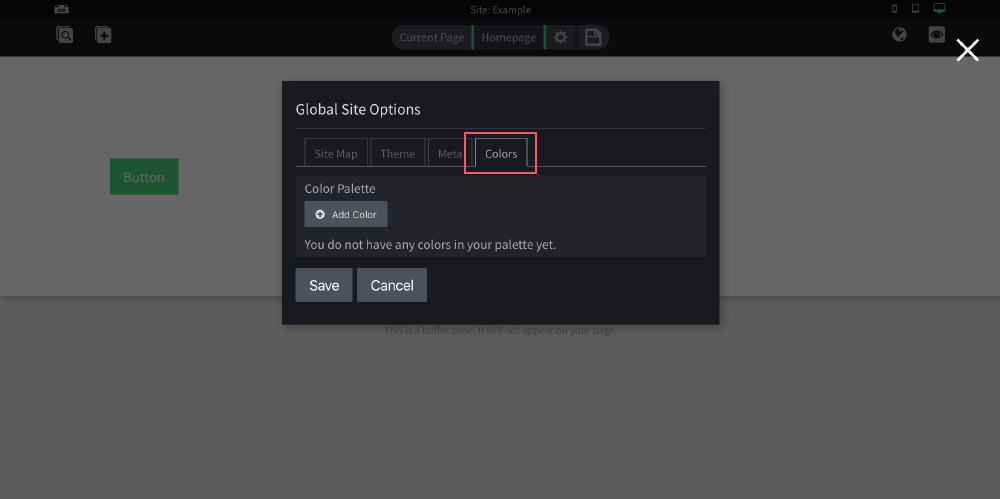 Site: Example
Current Page Homepage
Global Site Options
Site Map Theme Meta Colors
Button
Color Palette
Add Color
You do not have any colors in your palette yet.
Save Cancel
This is a buffer zone. It will not appear on your page.